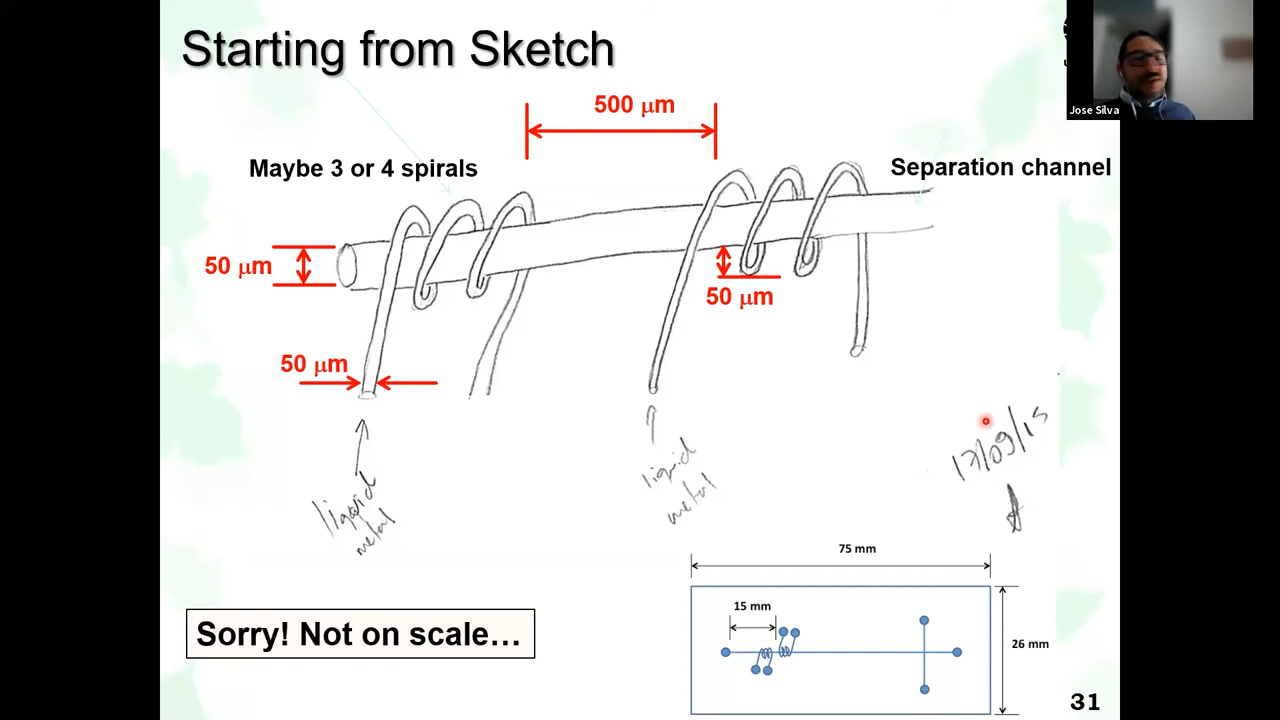 Starting from Sketch
Jose Silva
500 μm
Maybe 3 or 4 spirals
Separation channel
50 μm
50 μm
50 μm
liquid
metal
liquid
metal
17/09/15
75 mm
15 mm
26 mm
Sorry! Not on scale…
31